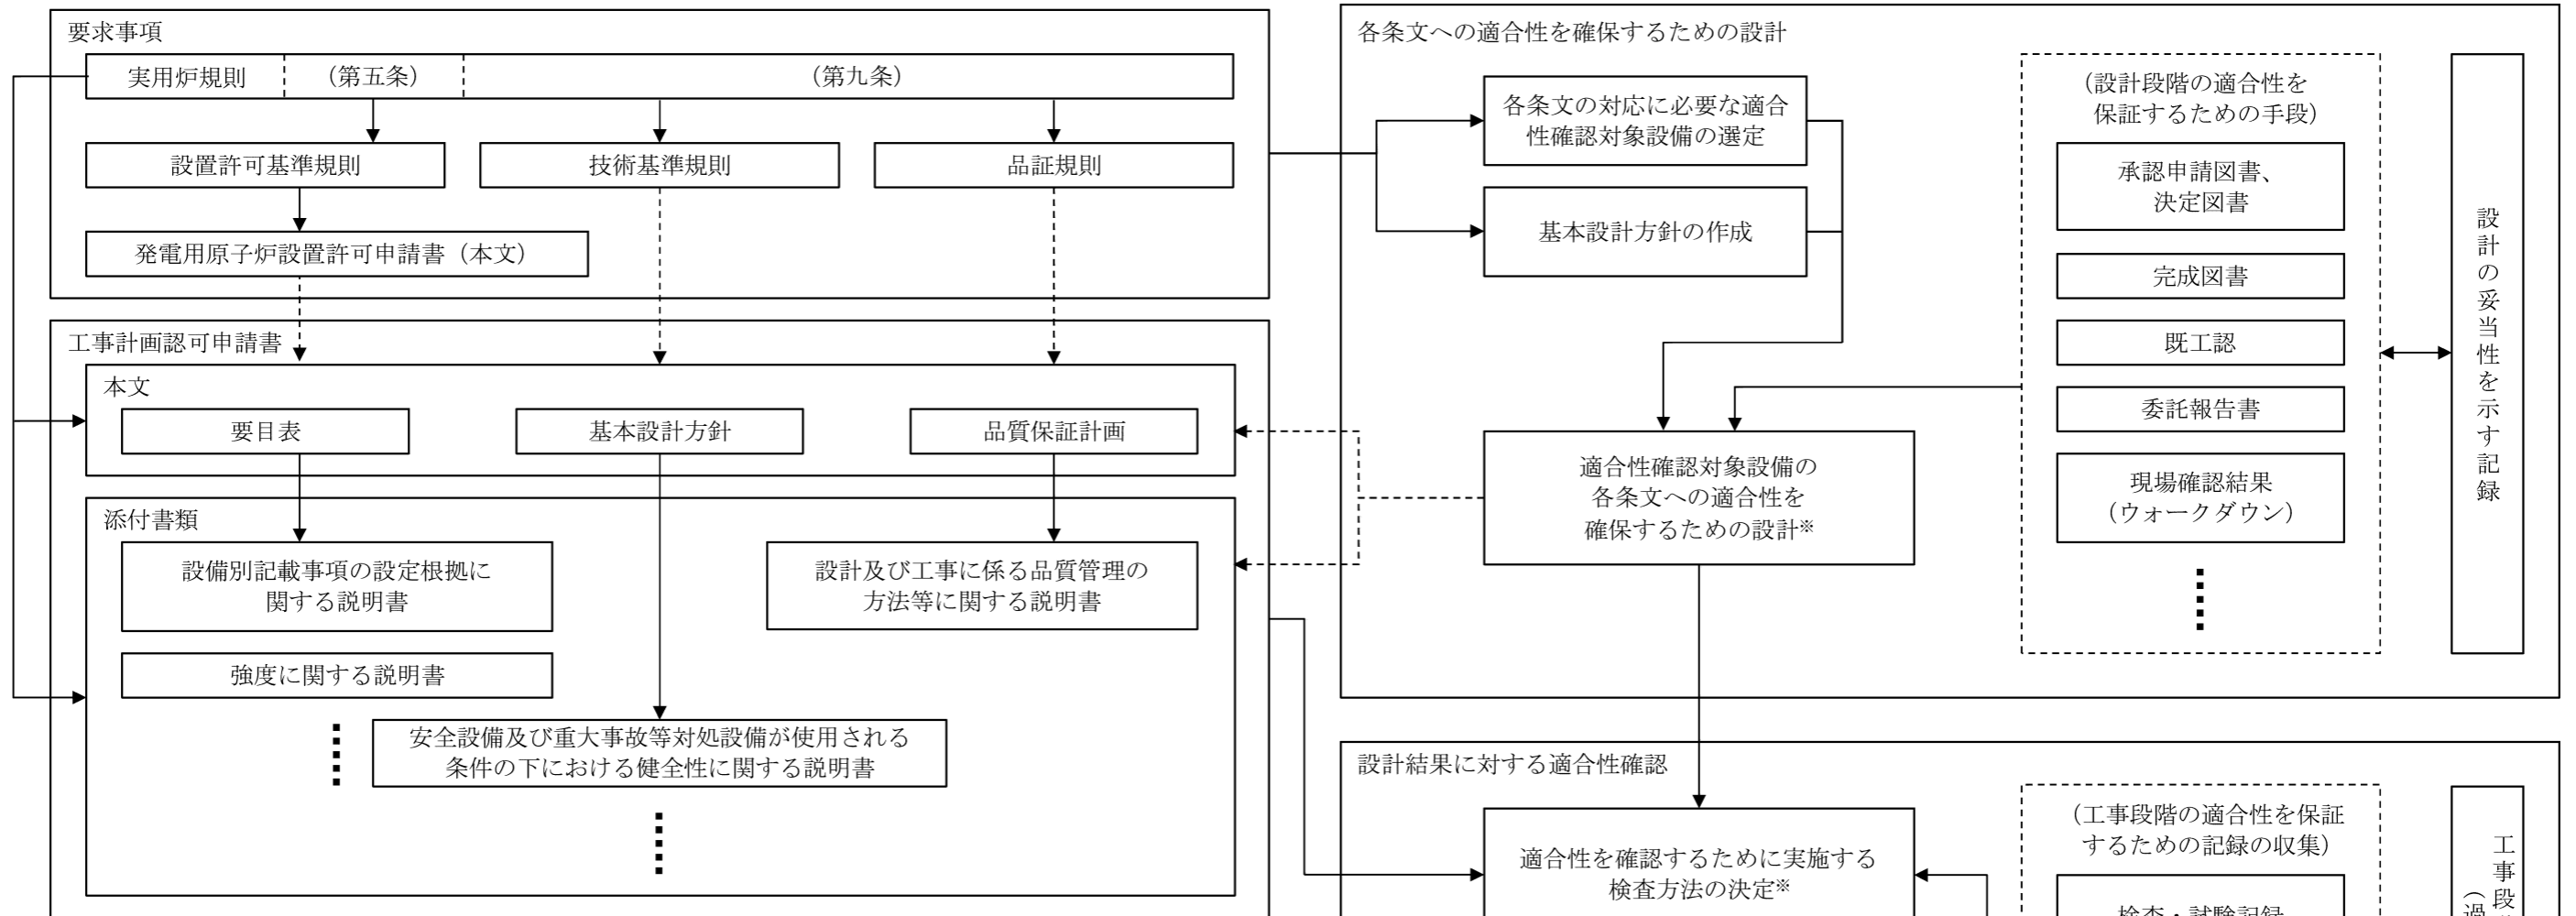 要求事項
実用炉規則
（第五条）
（第九条）
設置許可基準規則
技術基準規則
品証規則
発電用原子炉設置許可申請書（本文）
工事計画認可申請書
本文
要目表
基本設計方針
品質保証計画
添付書類
設備別記載事項の設定根拠に
関する説明書
設計及び工事に係る品質管理の
方法等に関する説明書
強度に関する説明書
安全設備及び重大事故等対処設備が使用される
条件の下における健全性に関する説明書
各条文への適合性を確保するための設計
各条文の対応に必要な適合
性確認対象設備の選定
基本設計方針の作成
適合性確認対象設備の
各条文への適合性を
確保するための設計※
（設計段階の適合性を
保証するための手段）
承認申請図書、
決定図書
完成図書
既工認
委託報告書
現場確認結果
（ウォークダウン）
設計の妥当性を示す記録
設計結果に対する適合性確認
適合性を確認するために実施する
検査方法の決定※
（工事段階の適合性を保証
するための記録の収集）
検査・試験記録
工事段
（過